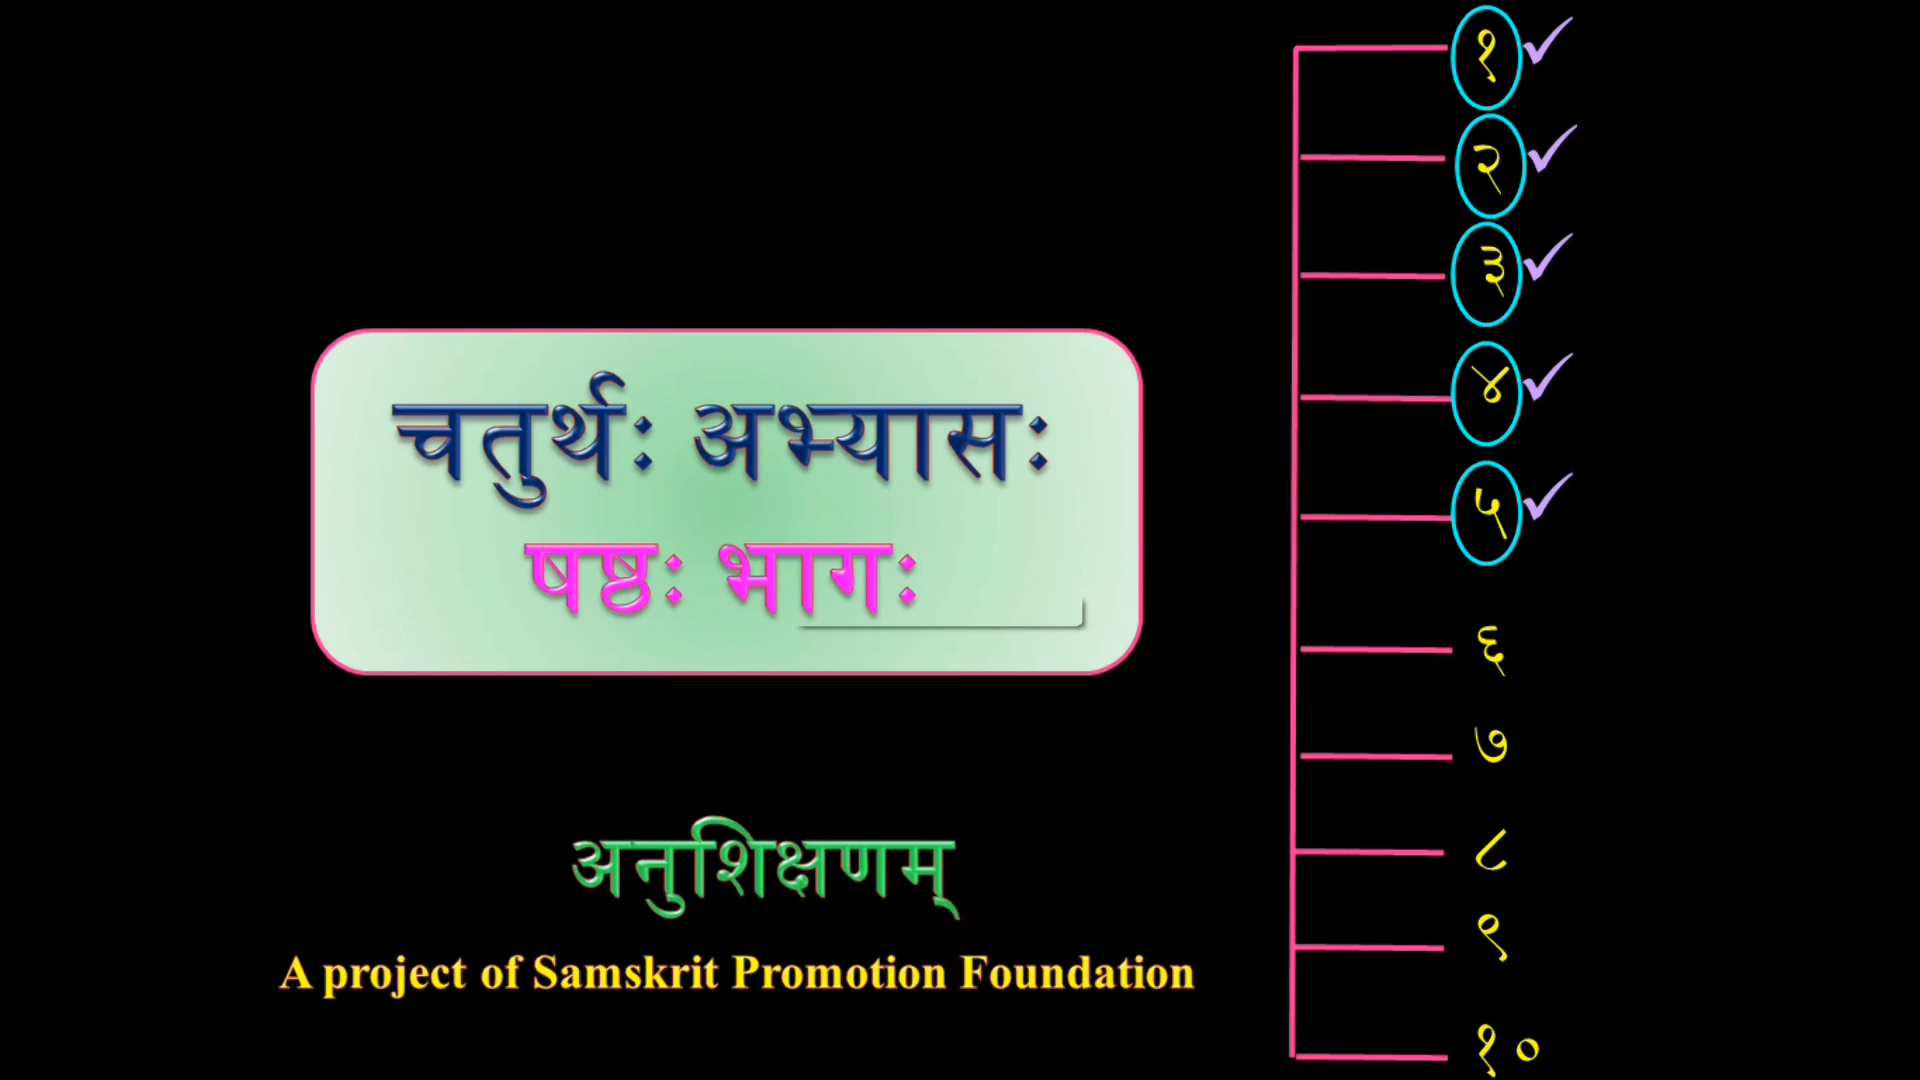 चतुर्थः अभ्यासः
षष्ठः भागः
अनुशिक्षणम्
A project of Samskrit Promotion Foundation
१
२
३
४
५
६
७
८
९
१०